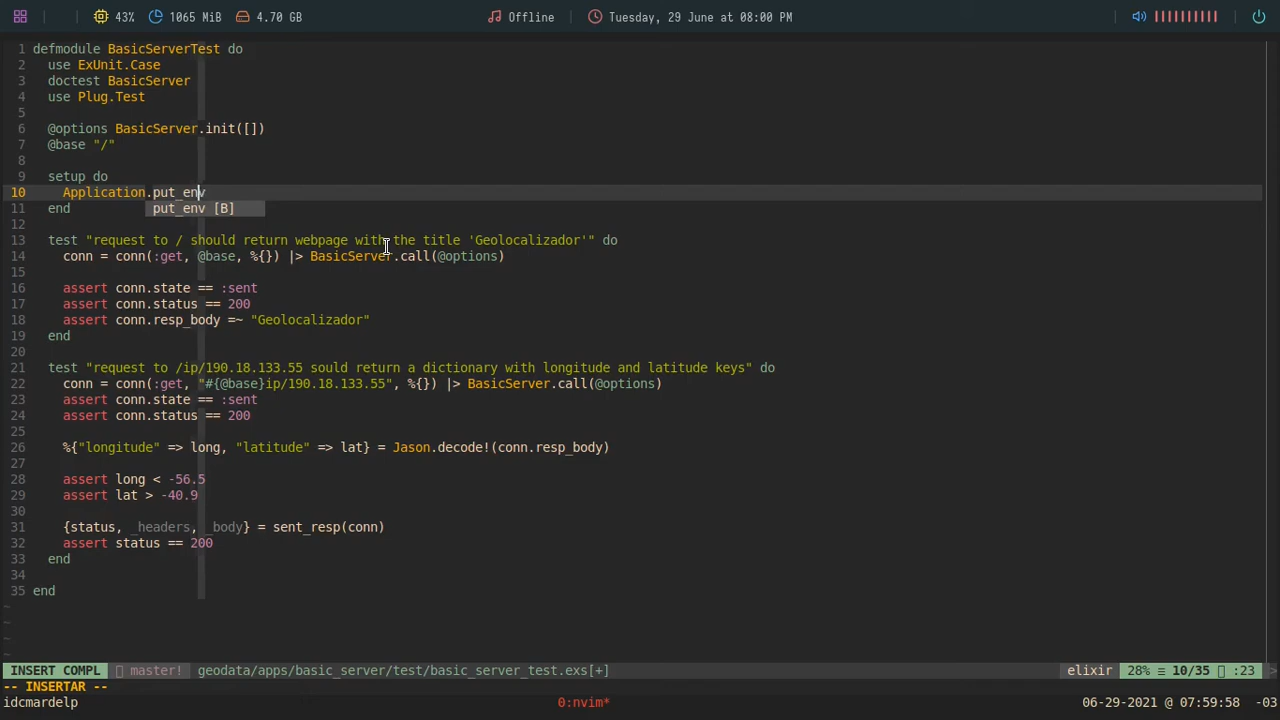 43% 1065 MiB 4.70 GB Offline Tuesday, 29 June at 08:00 PM
1 defmodule BasicServerTest do
2 use ExUnit.Case
3 doctest BasicServer
4 use Plug.Test
5
6 @options BasicServer.init([])
7 @base "/"
8
9 setup do
10 Application.put_env
11 end put_env [B]
12
13 test "request to / should return webpage with the title 'Geolocalizador'" do
14 conn = conn(:get, @base, %{}) |> BasicServer.call(@options)
15
16 assert conn.state == :sent
17 assert conn.status == 200
18 assert conn.resp_body =~ "Geolocalizador"
19 end
20
21 test "request to /ip/190.18.133.55 sould return a dictionary with longitude and latitude keys" do
22 conn = conn(:get, "#{@base}ip/190.18.133.55", %{}) |> BasicServer.call(@options)
23 assert conn.state == :sent
24 assert conn.status == 200
25
26 %{"longitude" => long, "latitude" => lat} = Jason.decode!(conn.resp_body)
27
28 assert long < -56.5
29 assert lat > -40.9
30
31 {status, _headers, _body} = sent_resp(conn)
32 assert status == 200
33 end
34
35 end
~
~
~
~
INSERT COMPL master! geodata/apps/basic_server/test/basic_server_test.exs[+] elixir 28% ≡ 10/35 :23
-- INSERTAR --
idcmardelp 0:nvim* 06-29-2021 @ 07:59:58 -03